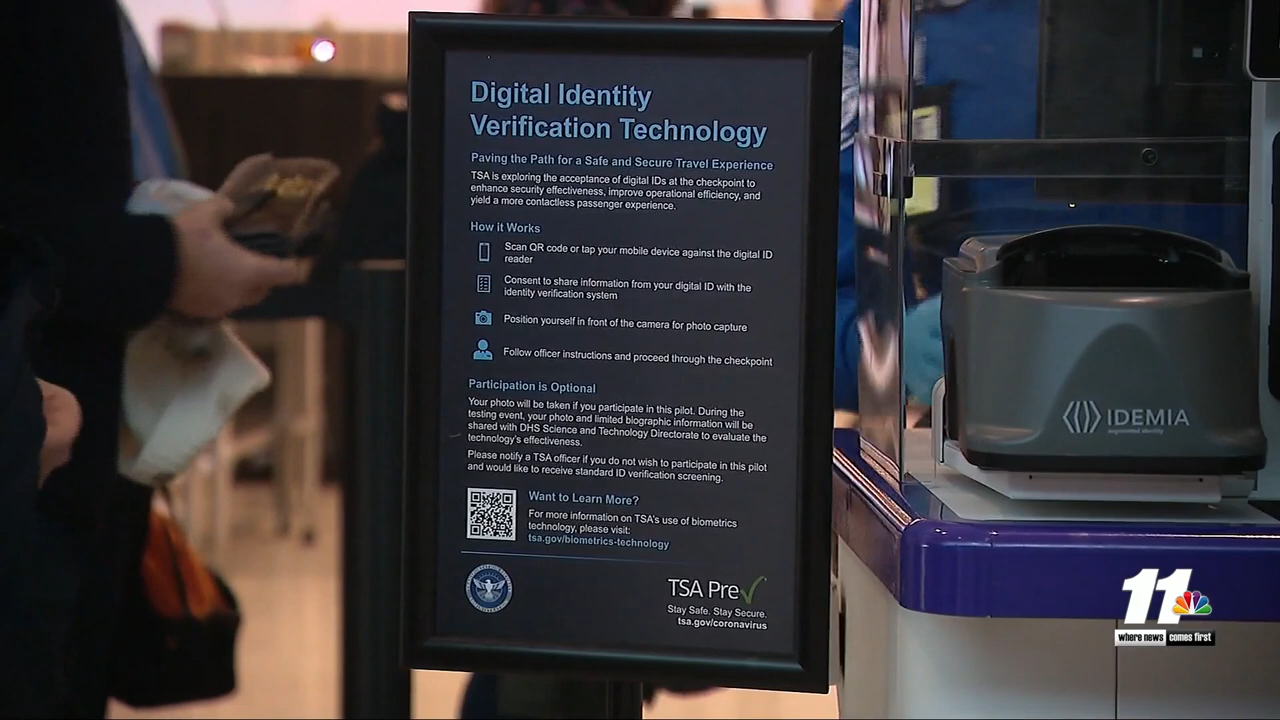 Digital Identity
Verification Technology
Paving the Path for a Safe and Secure Travel Experience
TSA is exploring the acceptance of digital IDs at the checkpoint to
enhance security effectiveness, improve operational efficiency, and
yield a more contactless passenger experience.
How it Works
Scan QR code or tap your mobile device against the digital ID
reader
Consent to share information from your digital ID with the
identity verification system
Position yourself in front of the camera for photo capture
Follow officer instructions and proceed through the checkpoint
Participation is Optional
Your photo will be taken if you participate in this pilot. During the
testing event, your photo and limited biographic information will be
shared with DHS Science and Technology Directorate to evaluate the
technology's effectiveness.
Please notify a TSA officer if you do not wish to participate in this pilot
and would like to receive standard ID verification screening.
Want to Learn More?
For more information on TSA's use of biometrics
technology, please visit:
tsa.gov/biometrics-technology
TSA Pre
Stay Safe. Stay Secure.
tsa.gov/coronavirus
IDEMIA
augmented identity
11
where news comes first